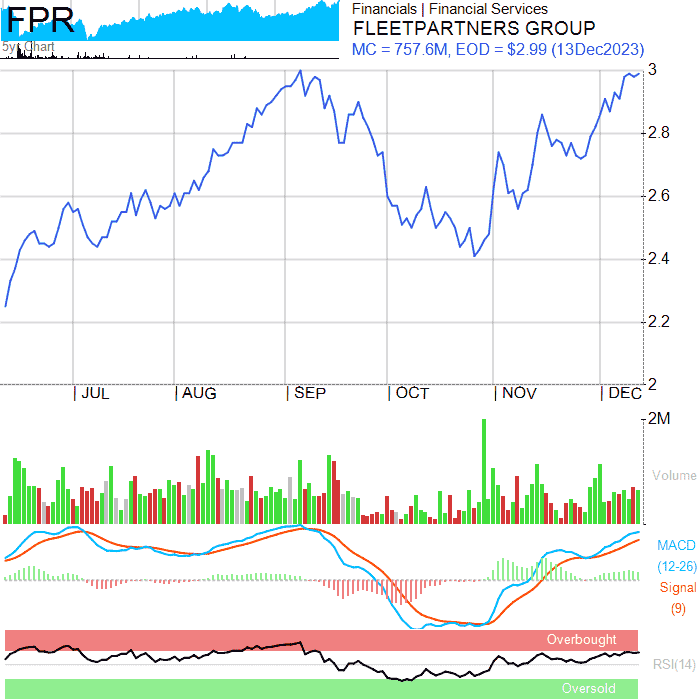 FPR
5yr Chart
Financials | Financial Services
FLEETPARTNERS GROUP
MC = 757.6M, EOD = $2.99 (13Dec2023)
3
2.8
2.6
2.4
2.2
2
| JUL | AUG | SEP | OCT | NOV | DEC
2M
Volume
MACD
(12-26)
Signal
(9)
Overbought
RSI(14)
Oversold